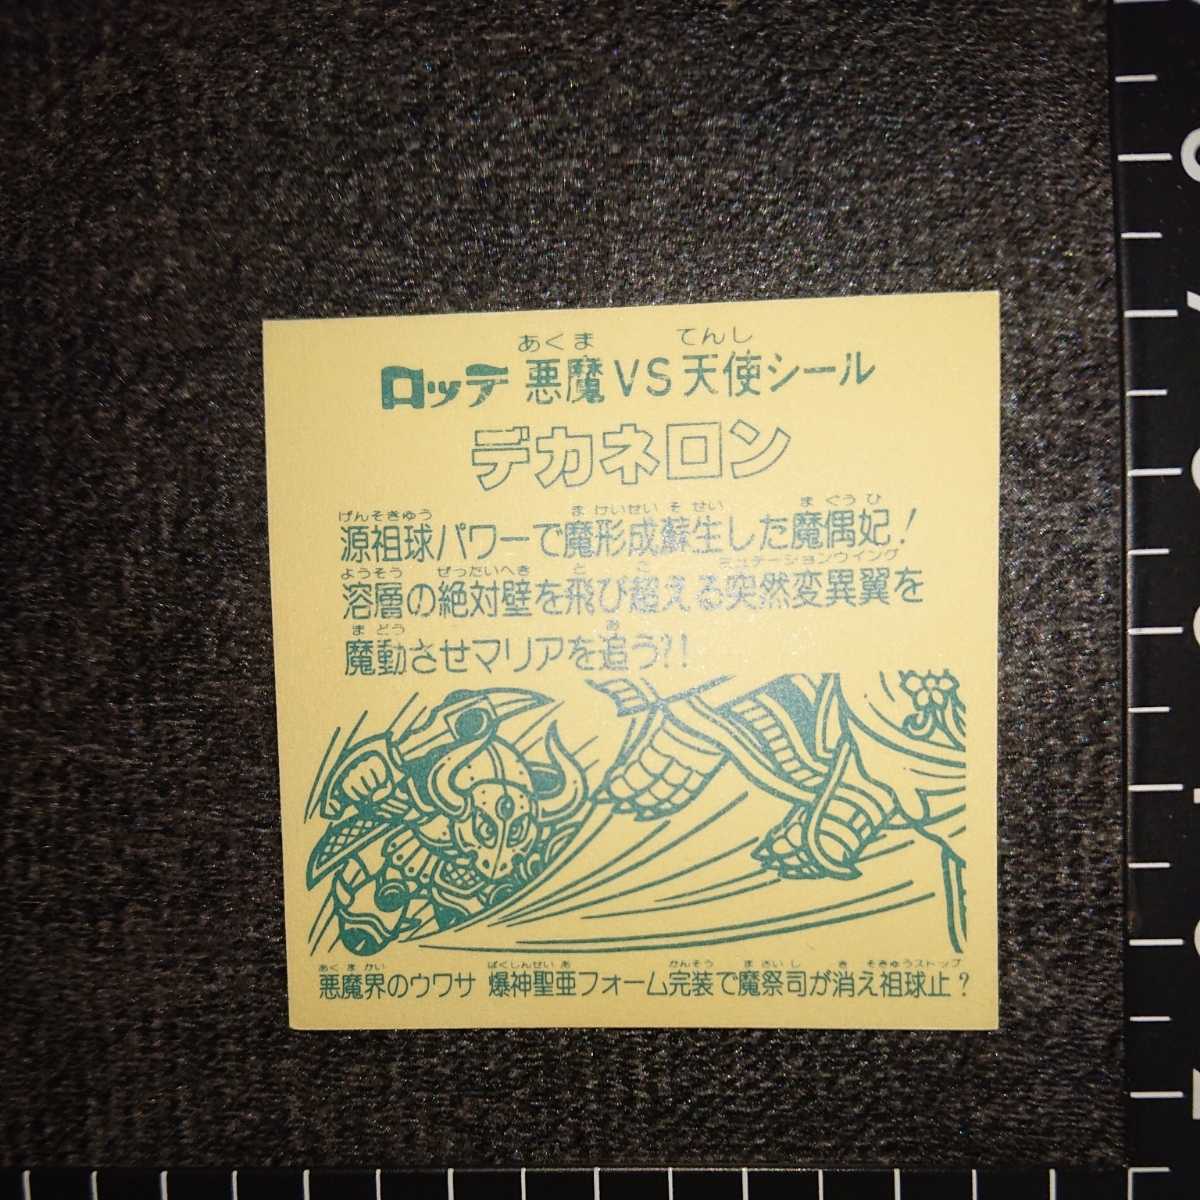 あくま てんし
ロッテ 悪魔VS天使シール
デカネロン
げんそきゅう まけいせいそせい まぐうひ
源祖球パワーで魔形成蘇生した魔偶妃!
ようそう ぜったいへき と こ ミュテーションウイング
溶層の絶対壁を飛び超える突然変異翼を
まどう お
魔動させマリアを追う?!
あくまかい ばくしんせいあ かんそう まさいし き そきゅうストップ
悪魔界のウワサ 爆神聖亜フォーム完装で魔祭司が消え祖球止?